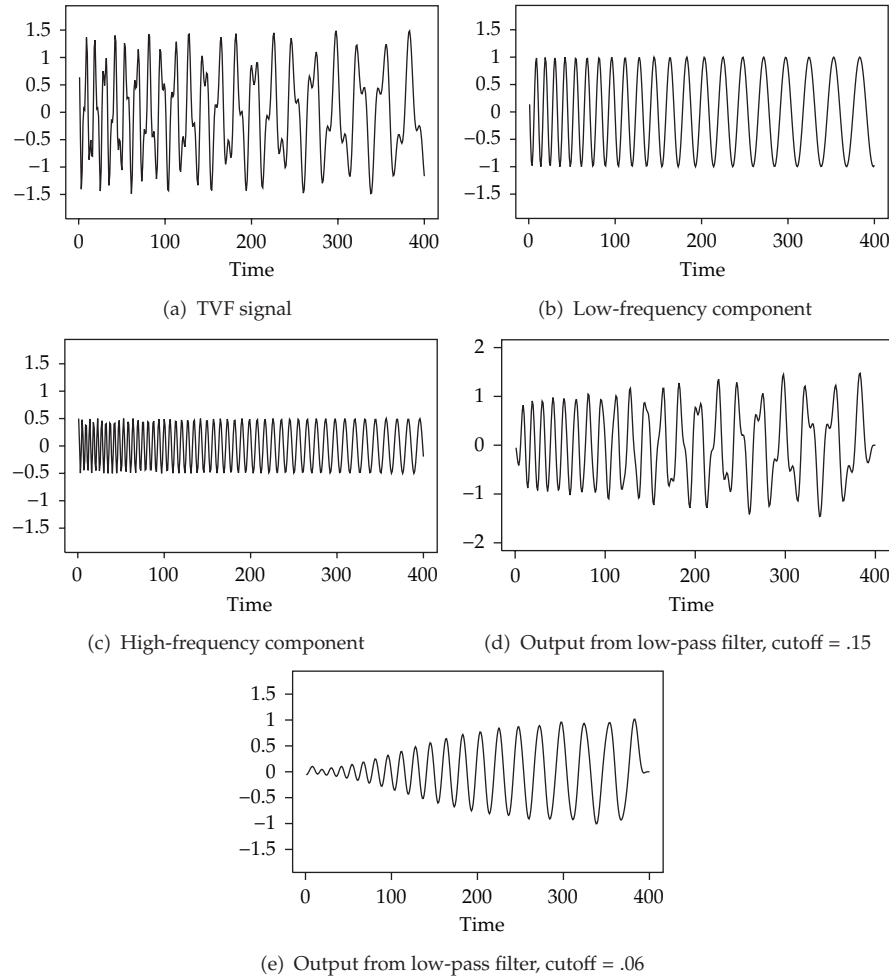 1.5
1
0.5
0
−0.5
−1
−1.5
0 100 200 300 400
Time
(a) TVF signal
1.5
1
0.5
0
−0.5
−1
−1.5
0 100 200 300 400
Time
(b) Low-frequency component
1.5
1
0.5
0
−0.5
−1
−1.5
0 100 200 300 400
Time
(c) High-frequency component
2
1
0
−1
−2
0 100 200 300 400
Time
(d) Output from low-pass filter, cutoff = .15
1.5
1
0.5
0
−0.5
−1
−1.5
0 100 200 300 400
Time
(e) Output from low-pass filter, cutoff = .06